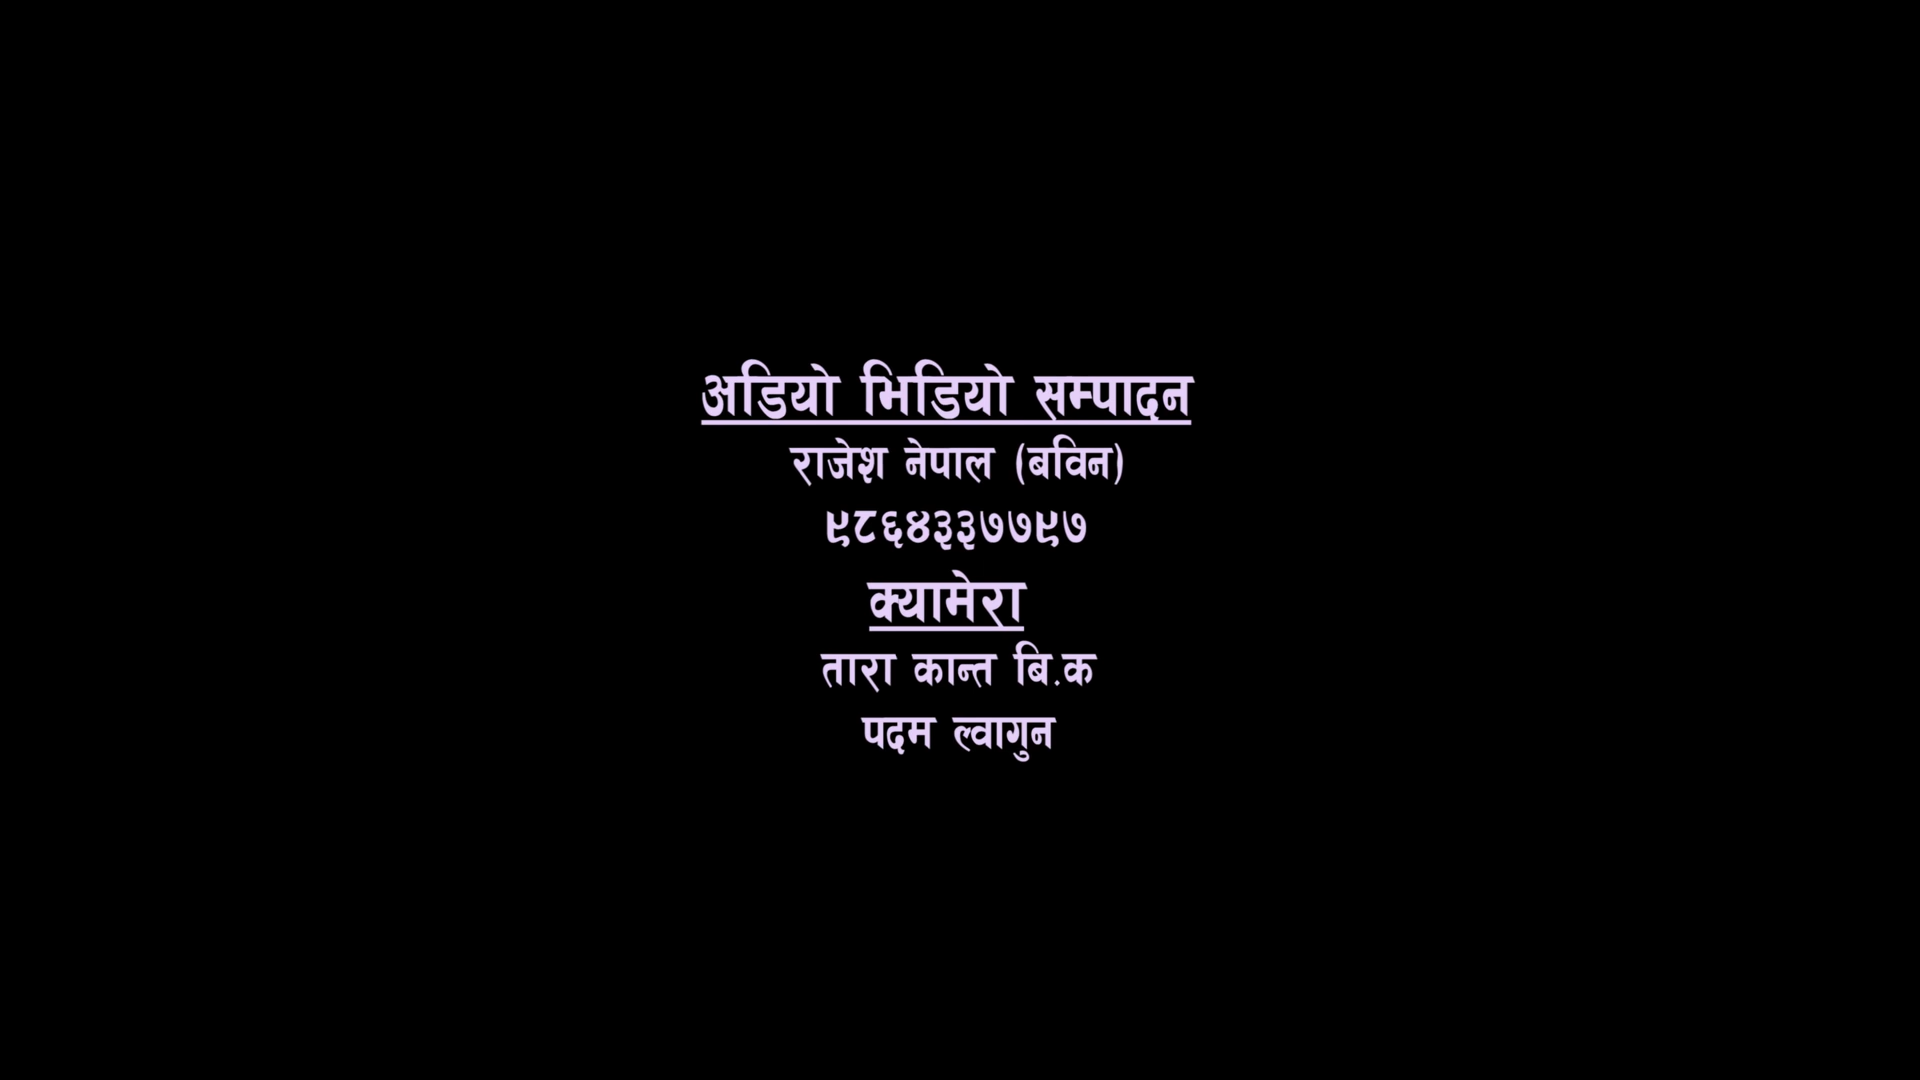 अडियो भिडियो सम्पादन
राजेश नेपाल (बविन)
९८६४३३७७९७
क्यामेरा
तारा कान्त बि.क
पदम ल्वागुन